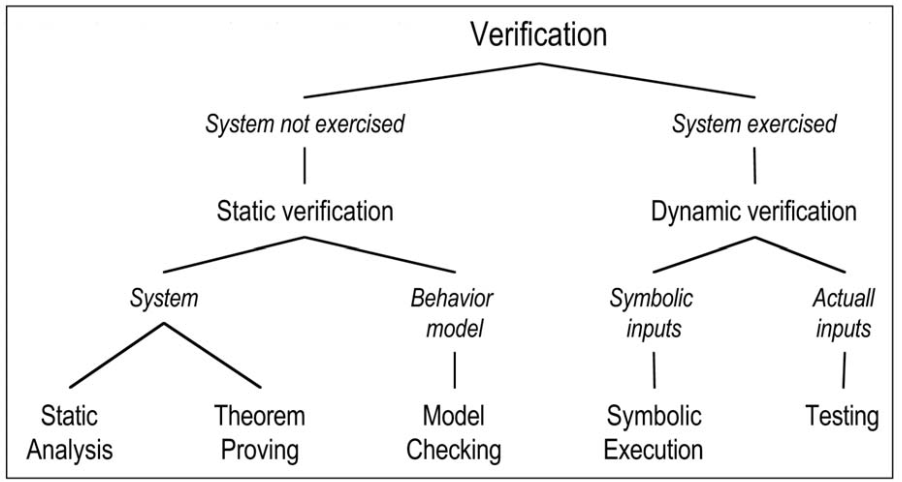 Verification
System not exercised
System exercised
Static verification
Dynamic verification
System
Behavior
model
Symbolic
inputs
Actuall
inputs
Static
Analysis
Theorem
Proving
Model
Checking
Symbolic
Execution
Testing